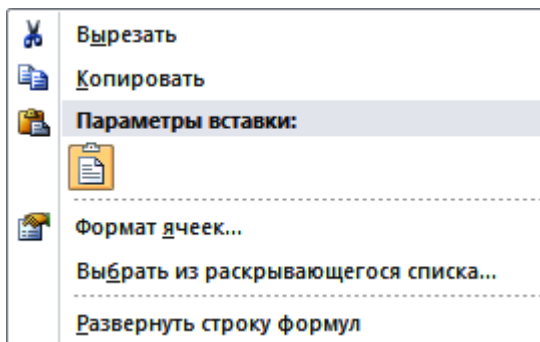 Вырезать
Копировать
Параметры вставки:
Формат ячеек...
Выбрать из раскрывающегося списка...
Развернуть строку формул